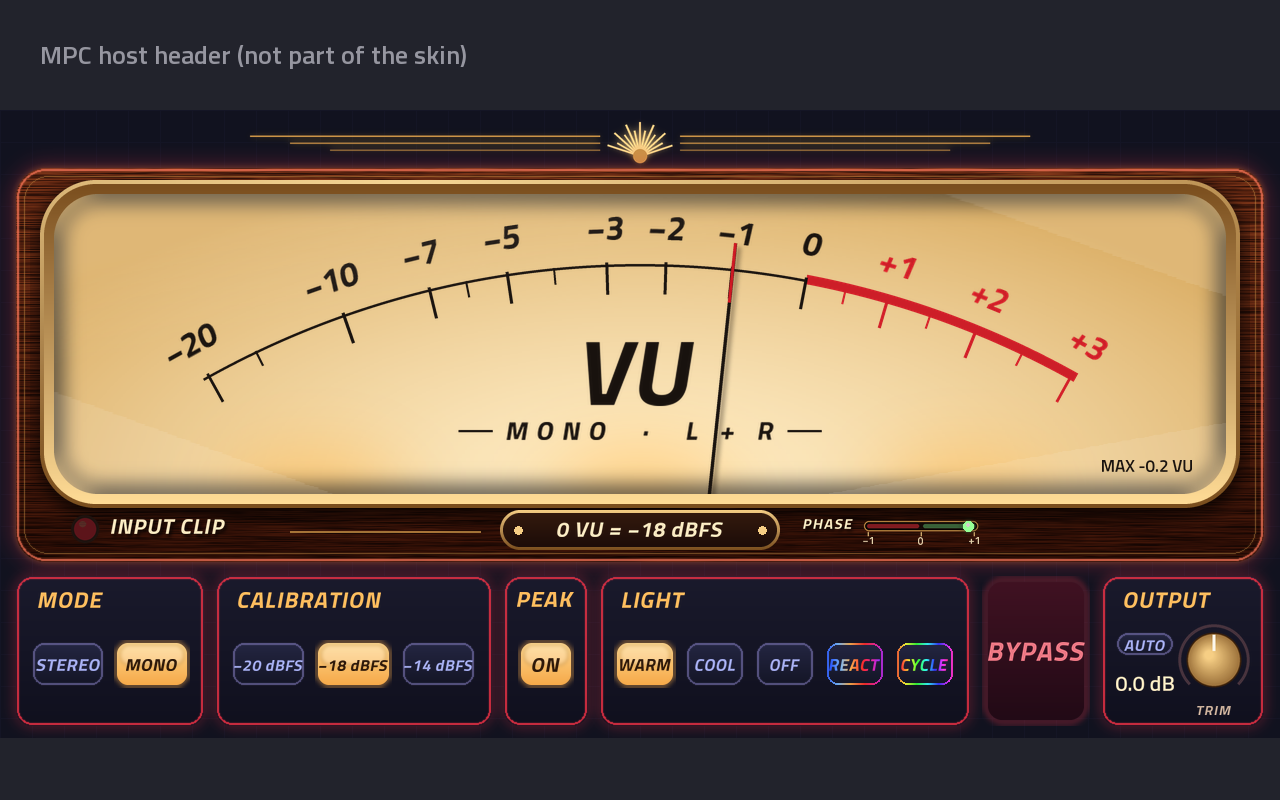 MPC host header (not part of the skin)
−20 −10 −7 −5 −3 −2 −1 0 +1 +2 +3
VU
MONO · L + R
MAX -0.2 VU
INPUT CLIP
0 VU = −18 dBFS
PHASE
−1 0 +1
MODE
STEREO MONO
CALIBRATION
−20 dBFS −18 dBFS −14 dBFS
PEAK
ON
LIGHT
WARM COOL OFF REACT CYCLE
BYPASS
OUTPUT
AUTO
0.0 dB
TRIM